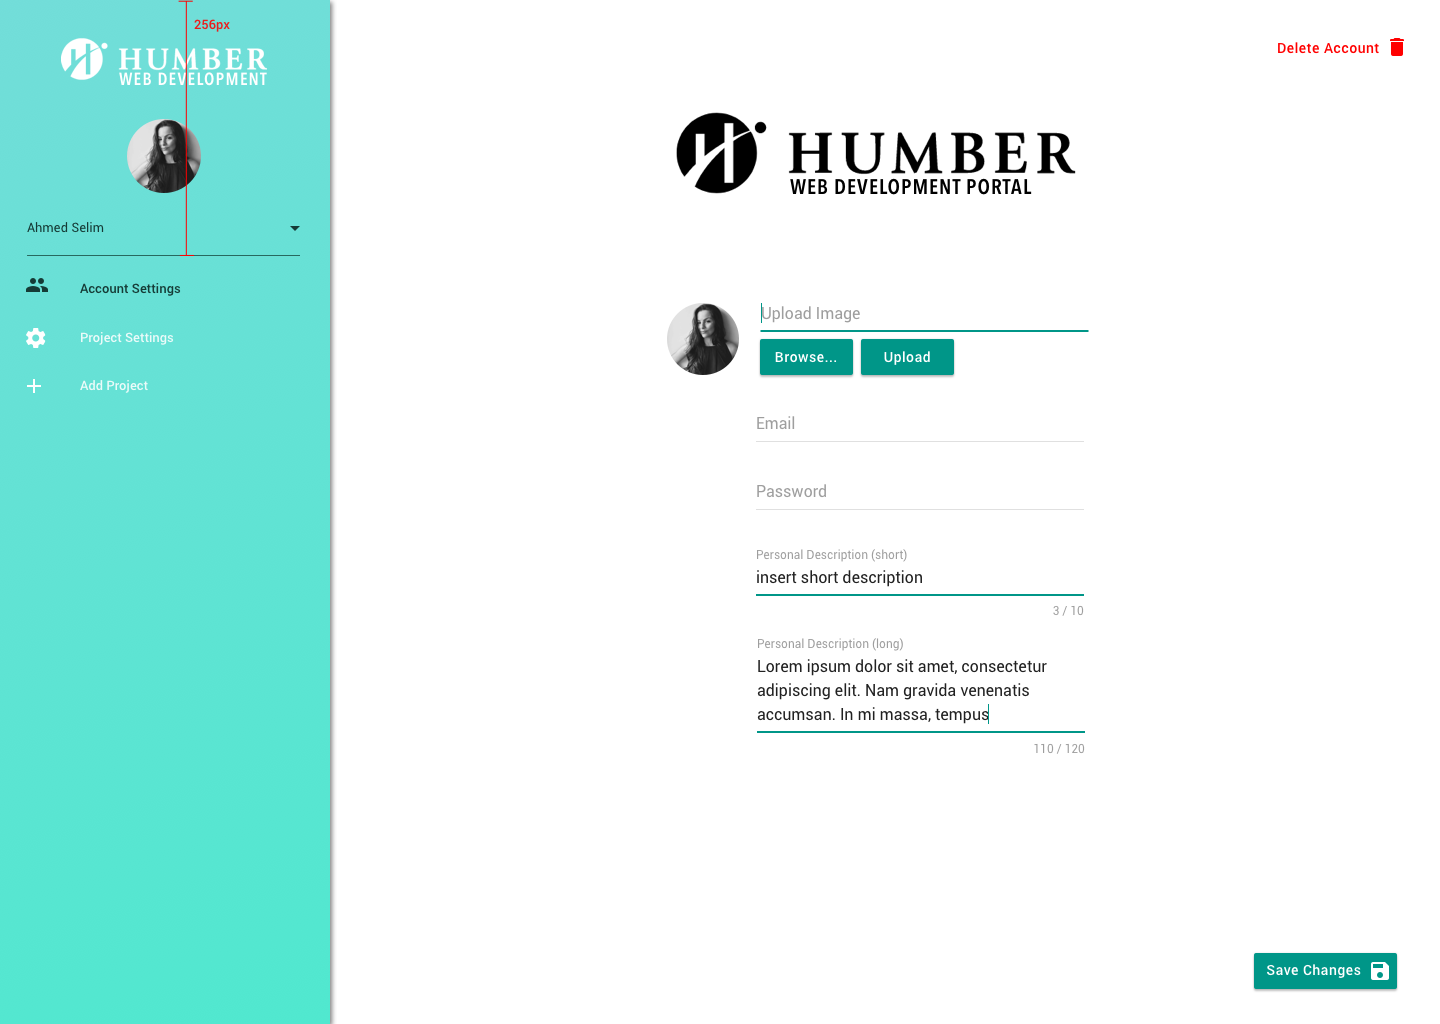 256px
HUMBER
WEB DEVELOPMENT
Ahmed Selim
Account Settings
Project Settings
Add Project
Delete Account
HUMBER
WEB DEVELOPMENT PORTAL
Upload Image
Browse...
Upload
Email
Password
Personal Description (short)
insert short description
3 / 10
Personal Description (long)
Lorem ipsum dolor sit amet, consectetur
adipiscing elit. Nam gravida venenatis
accumsan. In mi massa, tempus
110 / 120
Save Changes